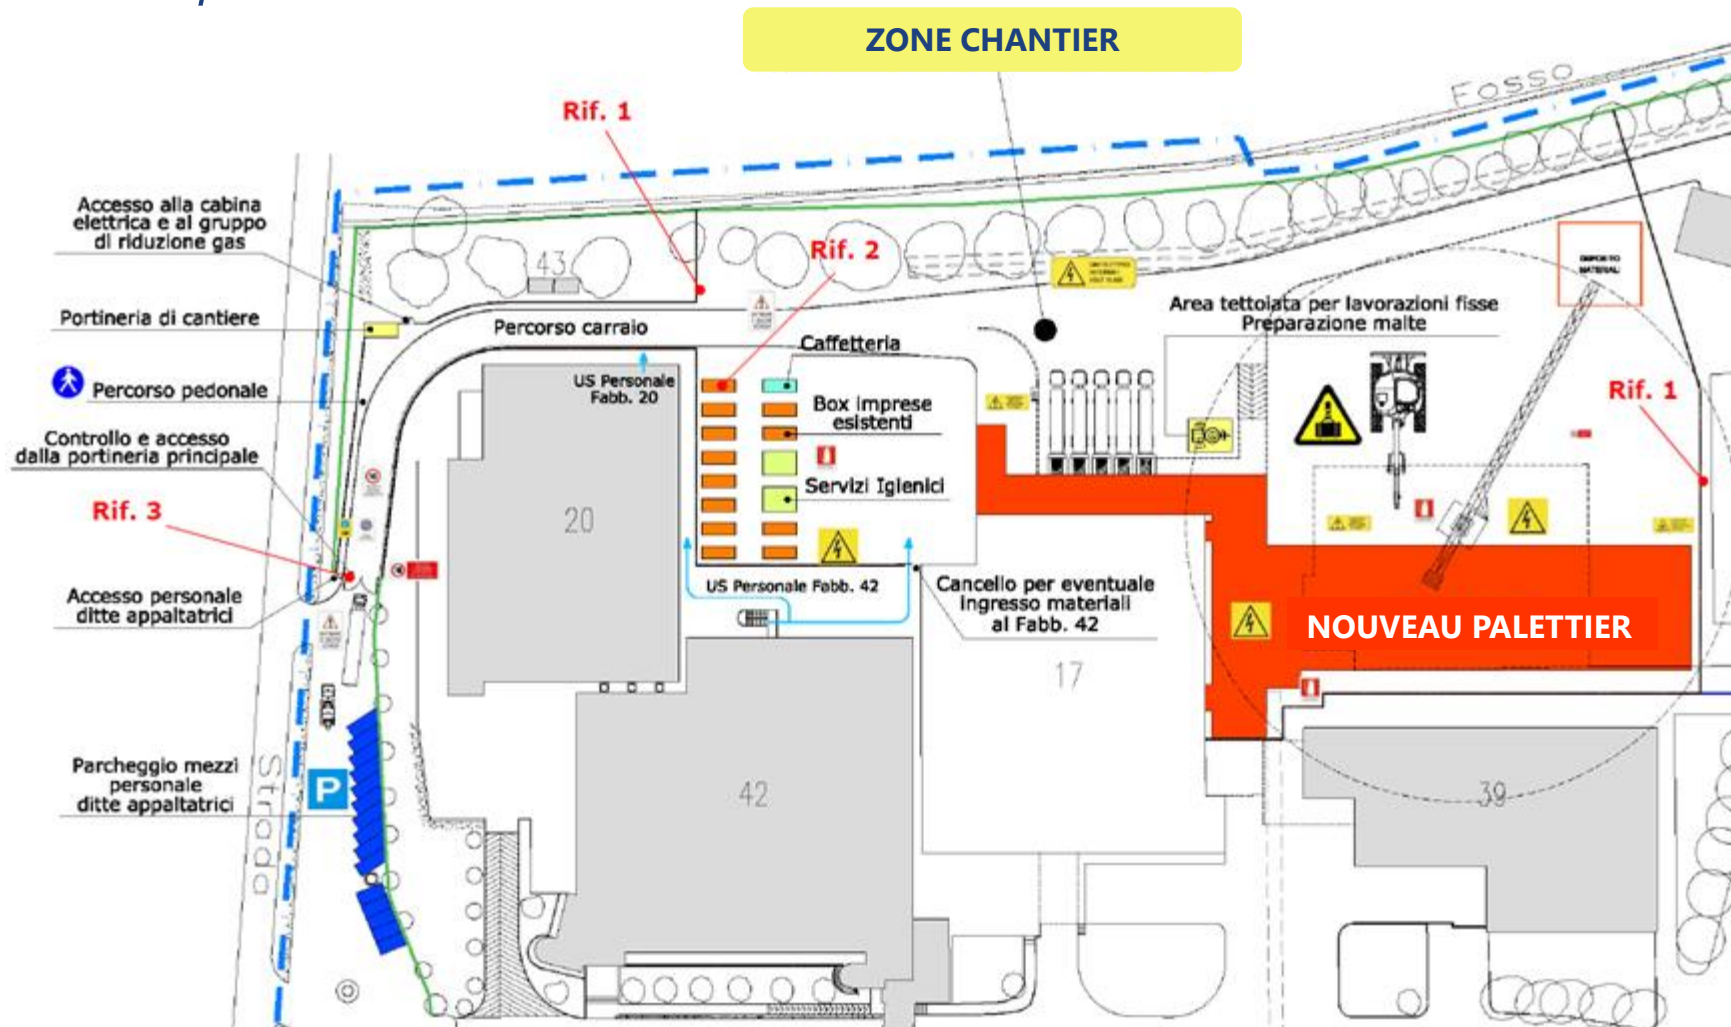 ZONE CHANTIER
Fosso
Rif. 1
Accesso alla cabina
elettrica e al gruppo
di riduzione gas
43
Rif. 2
DEPOSITO
MATERIALI
Area tettoiata per lavorazioni fisse
Preparazione malte
Portineria di cantiere
Percorso carraio
Caffetteria
Percorso pedonale
US Personale
Fabb. 20
Box imprese
esistenti
Rif. 1
Controllo e accesso
dalla portineria principale
Servizi Igienici
Rif. 3
20
Accesso personale
ditte appaltatrici
US Personale Fabb. 42
Cancello per eventuale
ingresso materiali
al Fabb. 42
NOUVEAU PALETTIER
17
Parcheggio mezzi
personale
ditte appaltatrici
P
Strada
42
39